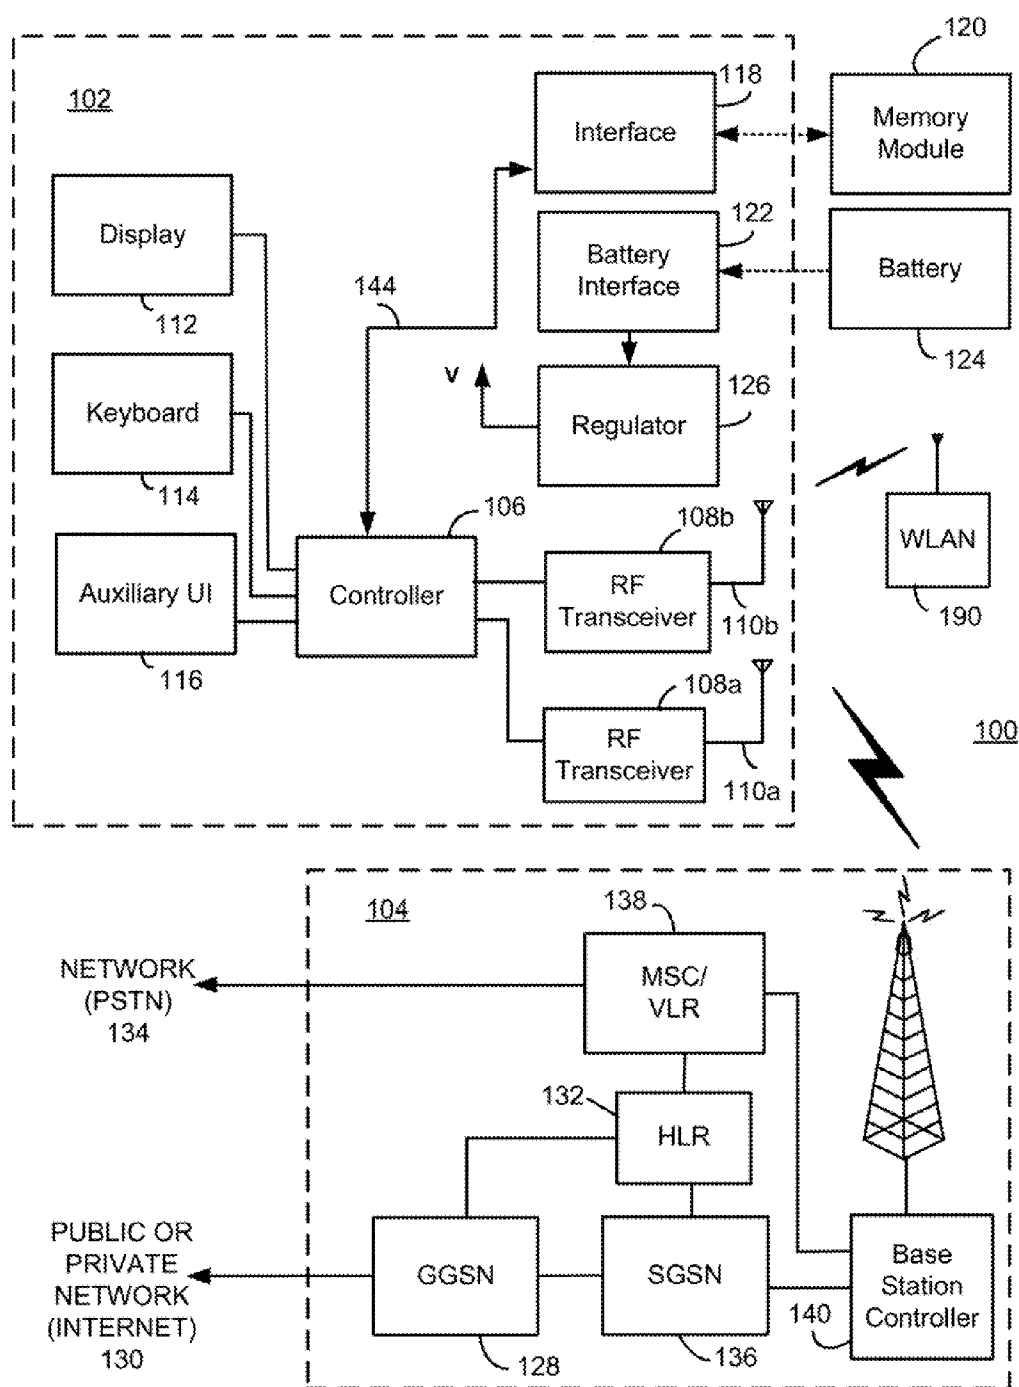 120
118
102
Interface
Memory
Module
Display
122
Battery
Interface
Battery
144
112
124
V
126
Keyboard
Regulator
114
106
108b
WLAN
RF
Transceiver
Auxiliary UI
Controller
110b
190
116
108a
100
RF
Transceiver
110a
104
138
NETWORK
(PSTN)
134
MSC/
VLR
132
HLR
PUBLIC OR
PRIVATE
NETWORK
(INTERNET)
130
GGSN
SGSN
Base
Station
Controller
140
128
136